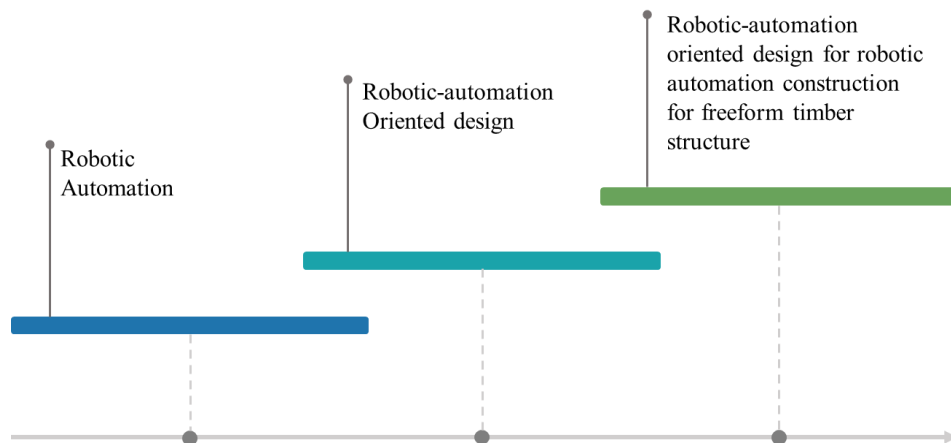 Robotic
Automation
Robotic-automation
Oriented design
Robotic-automation
oriented design for robotic
automation construction
for freeform timber
structure